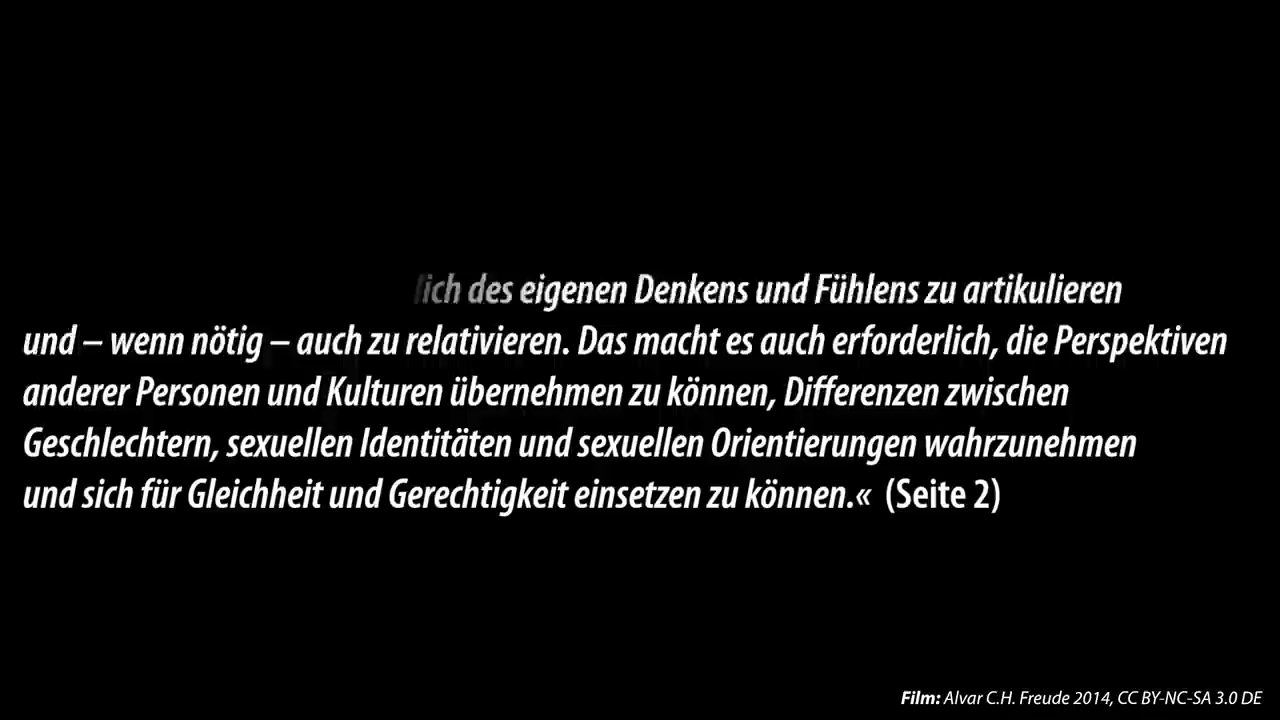 des eigenen Denkens und Fühlens zu artikulieren
und – wenn nötig – auch zu relativieren. Das macht es auch erforderlich, die Perspektiven
anderer Personen und Kulturen übernehmen zu können, Differenzen zwischen
Geschlechtern, sexuellen Identitäten und sexuellen Orientierungen wahrzunehmen
und sich für Gleichheit und Gerechtigkeit einsetzen zu können.« (Seite 2)
Film: Alvar C.H. Freude 2014, CC BY-NC-SA 3.0 DE